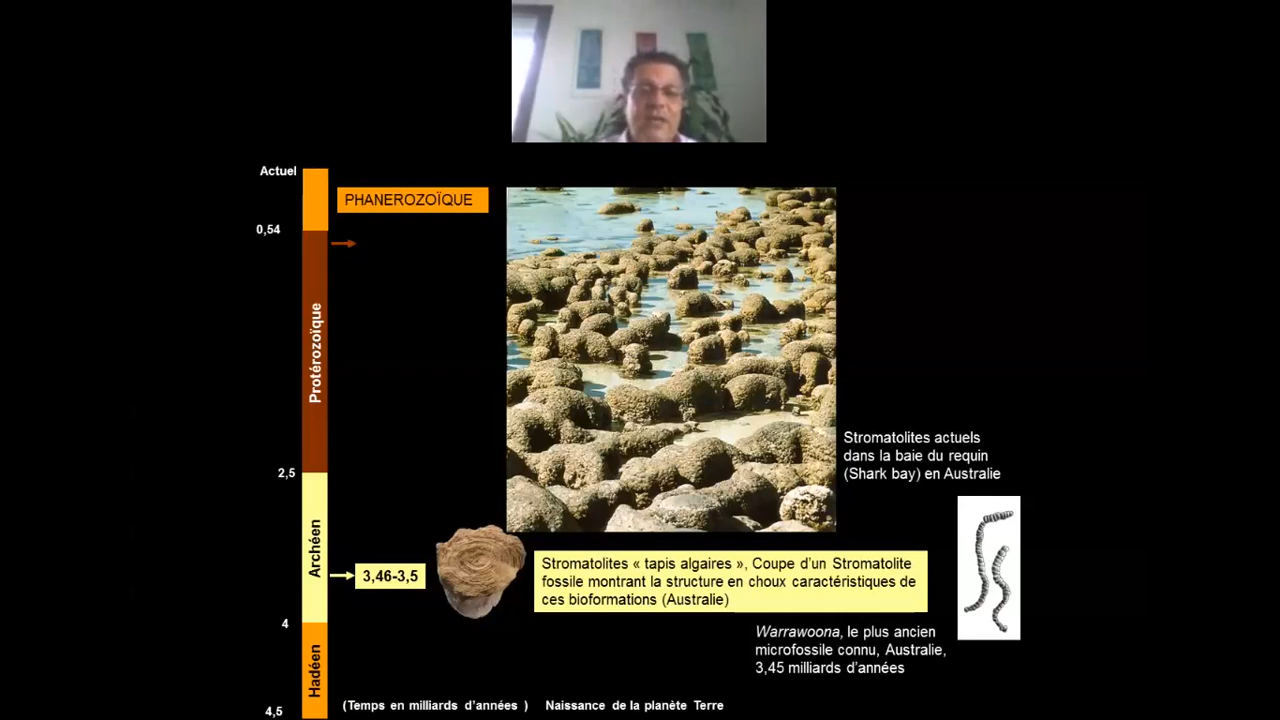 Actuel
PHANEROZOÏQUE
0,54
Protérozoïque
2,5
Stromatolites actuels
dans la baie du requin
(Shark bay) en Australie
Archéen
3,46-3,5
Stromatolites « tapis algaires », Coupe d'un Stromatolite
fossile montrant la structure en choux caractéristiques de
ces bioformations (Australie)
4
Warrawoona, le plus ancien
microfossile connu, Australie,
3,45 milliards d'années
Hadéen
4,5
(Temps en milliards d'années ) Naissance de la planète Terre